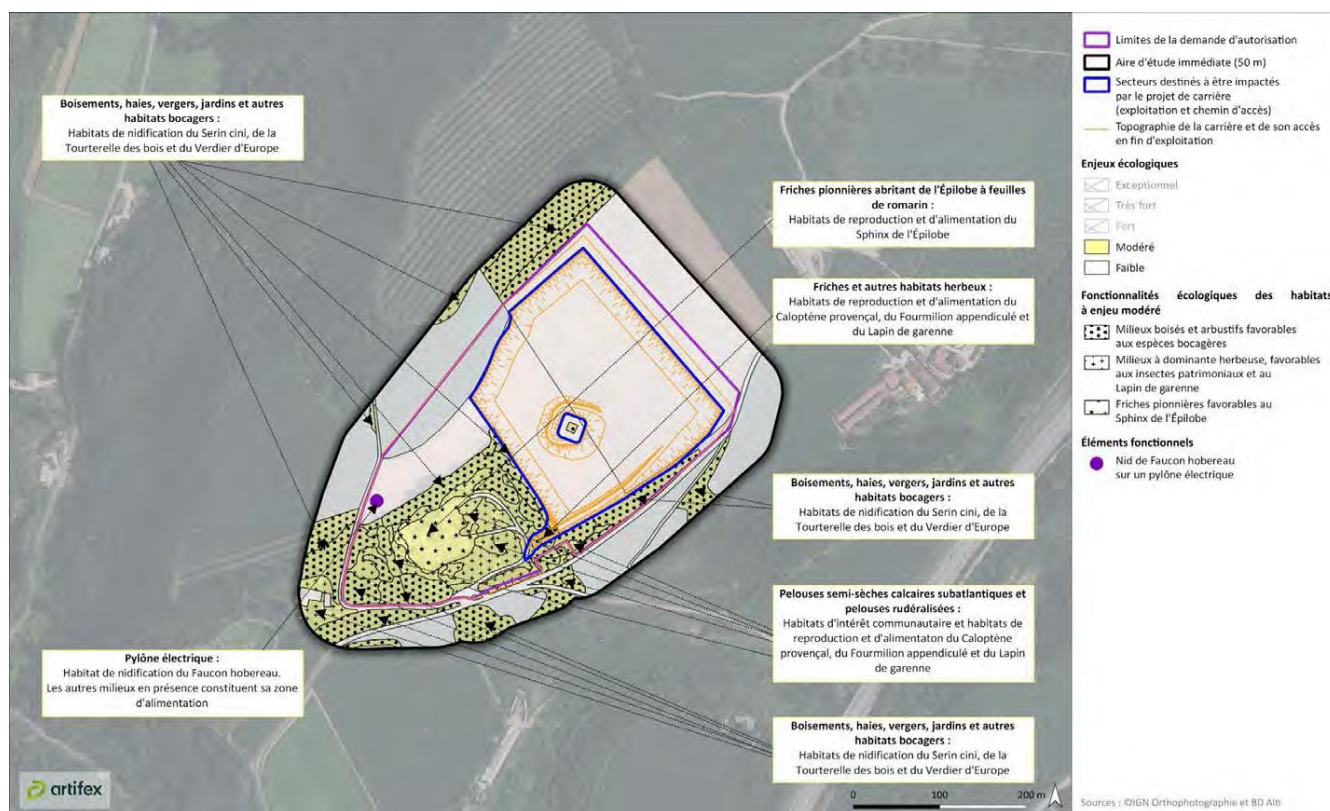 Boisements, haies, vergers, jardins et autres
habitats bocagers :
Habitats de nidification du Serin cini, de la
Tourterelle des bois et du Verdier d'Europe
Pylône électrique :
Habitat de nidification du Faucon hobereau.
Les autres milieux en présence constituent sa zone
d'alimentation
artifex
Friches pionnières abritant de l'Épilobe à feuilles
de romarin :
Habitats de reproduction et d'alimentation du
Sphinx de l'Épilobe
Friches et autres habitats herbeux :
Habitats de reproduction et d'alimentation du
Caloptène provençal, du Fourmilion appendiculé et
du Lapin de garenne
Boisements, haies, vergers, jardins et autres
habitats bocagers :
Habitats de nidification du Serin cini, de la
Tourterelle des bois et du Verdier d'Europe
Pelouses semi-sèches calcaires subatlantiques et
pelouses rudéralisées :
Habitats d'intérêt communautaire et habitats de
reproduction et d'alimentaton du Caloptène
provençal, du Fourmilion appendiculé et du Lapin
de garenne
Boisements, haies, vergers, jardins et autres
habitats bocagers :
Habitats de nidification du Serin cini, de la
Tourterelle des bois et du Verdier d'Europe
0 100 200 m
Limites de la demande d'autorisation
Aire d'étude immédiate (50 m)
Secteurs destinés à être impactés
par le projet de carrière
(exploitation et chemin d'accès)
Topographie de la carrière et de son accès
en fin d'exploitation
Enjeux écologiques
Exceptionnel
Très fort
Fort
Modéré
Faible
Fonctionnalités écologiques des habitats
à enjeu modéré
Milieux boisés et arbustifs favorables
aux espèces bocagères
Milieux à dominante herbeuse, favorables
aux insectes patrimoniaux et au
Lapin de garenne
Friches pionnières favorables au
Sphinx de l'Épilobe
Éléments fonctionnels
Nid de Faucon hobereau
sur un pylône électrique
Sources : ©IGN Orthophotographie et BD Alti